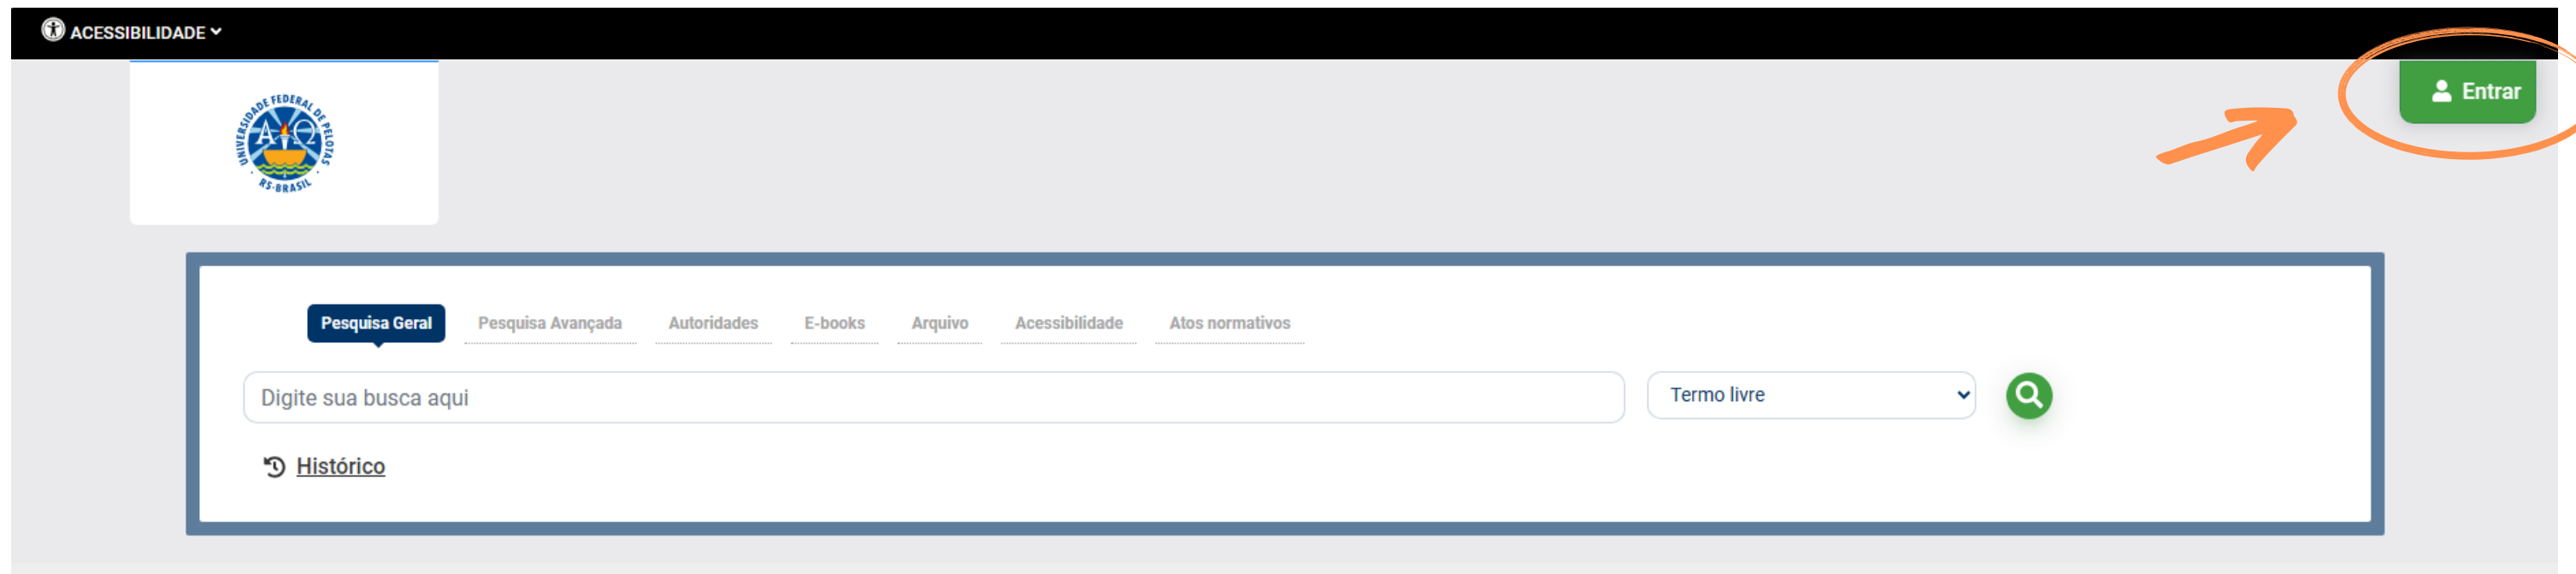 ACESSIBILIDADE
Entrar
UNIVERSIDADE FEDERAL DE PELOTAS
AΩ
RS-BRASIL
Pesquisa Geral
Pesquisa Avançada
Autoridades
E-books
Arquivo
Acessibilidade
Atos normativos
Digite sua busca aqui
Termo livre
Histórico